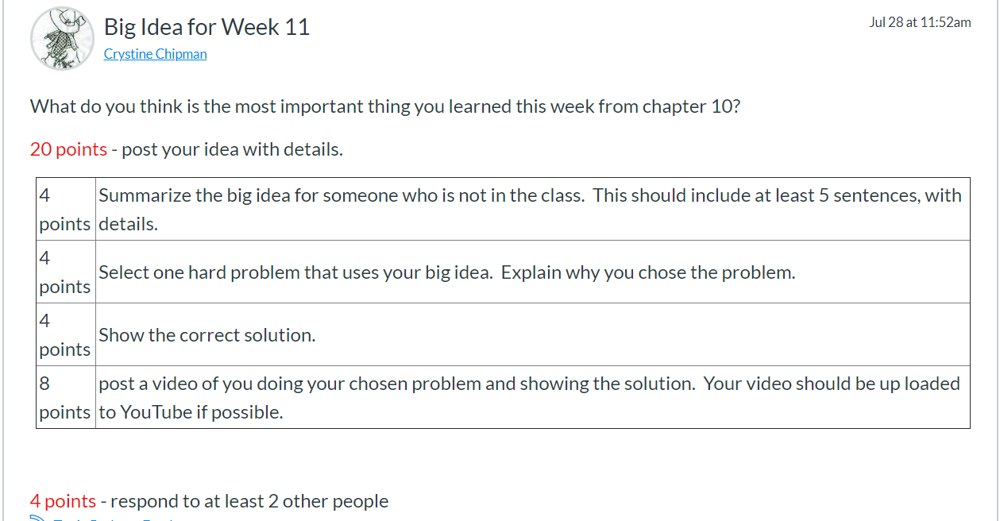 Big Idea for Week 11
Jul 28 at 11:52am
Crystine Chipman
What do you think is the most important thing you learned this week from chapter 10?
20 points - post your idea with details.
4 points
Summarize the big idea for someone who is not in the class.  This should include at least 5 sentences, with
details.
4 points
Select one hard problem that uses your big idea.  Explain why you chose the problem.
4 points
Show the correct solution.
8 points
post a video of you doing your chosen problem and showing the solution.  Your video should be up loaded
to YouTube if possible.
4 points - respond to at least 2 other people